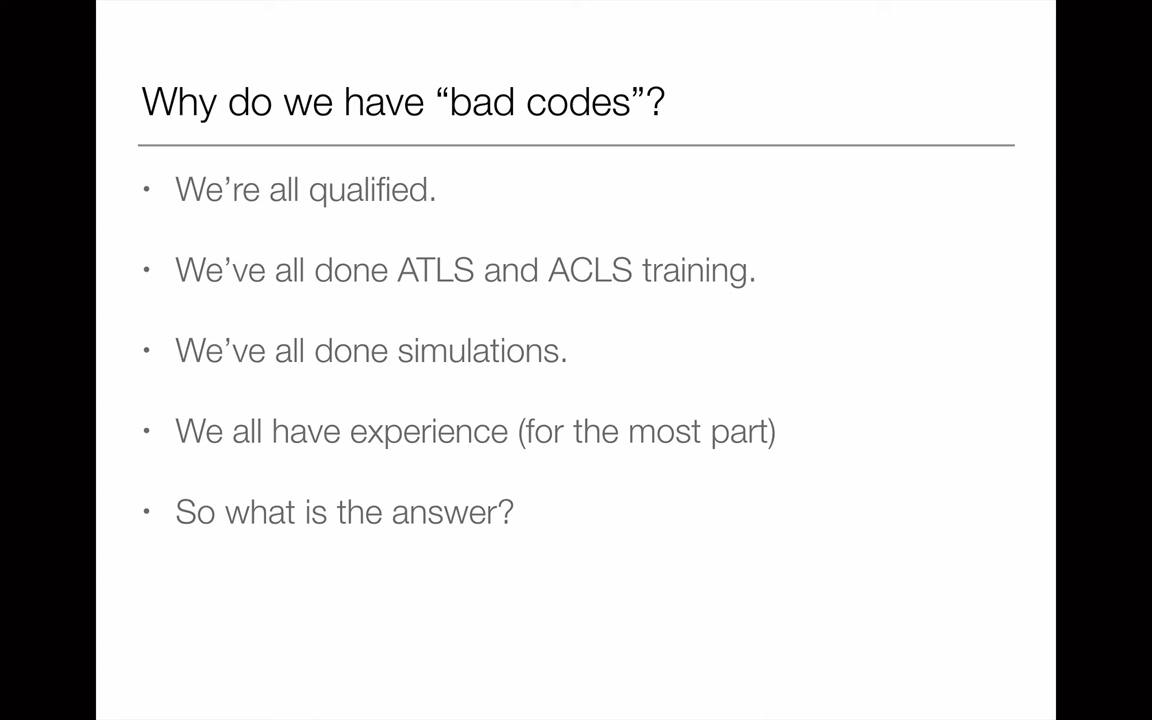 Why do we have “bad codes”?
• We’re all qualified.
• We’ve all done ATLS and ACLS training.
• We’ve all done simulations.
• We all have experience (for the most part)
• So what is the answer?